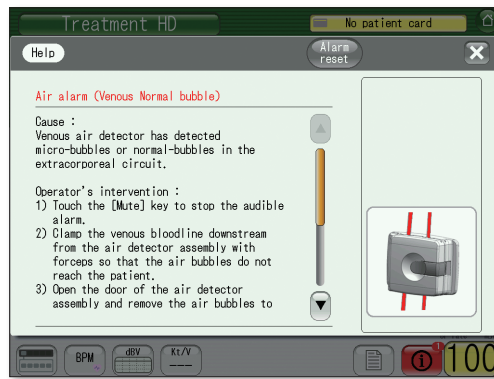 Treatment HD
No patient card
Help
Alarm
reset
Air alarm (Venous Normal bubble)
Cause :
Venous air detector has detected
micro-bubbles or normal-bubbles in the
extracorporeal circuit.
Operator's intervention :
1) Touch the [Mute] key to stop the audible
alarm.
2) Clamp the venous bloodline downstream
from the air detector assembly with
forceps so that the air bubbles do not
reach the patient.
3) Open the door of the air detector
assembly and remove the air bubbles to
BPM
dBV
Kt/V
---
1
100